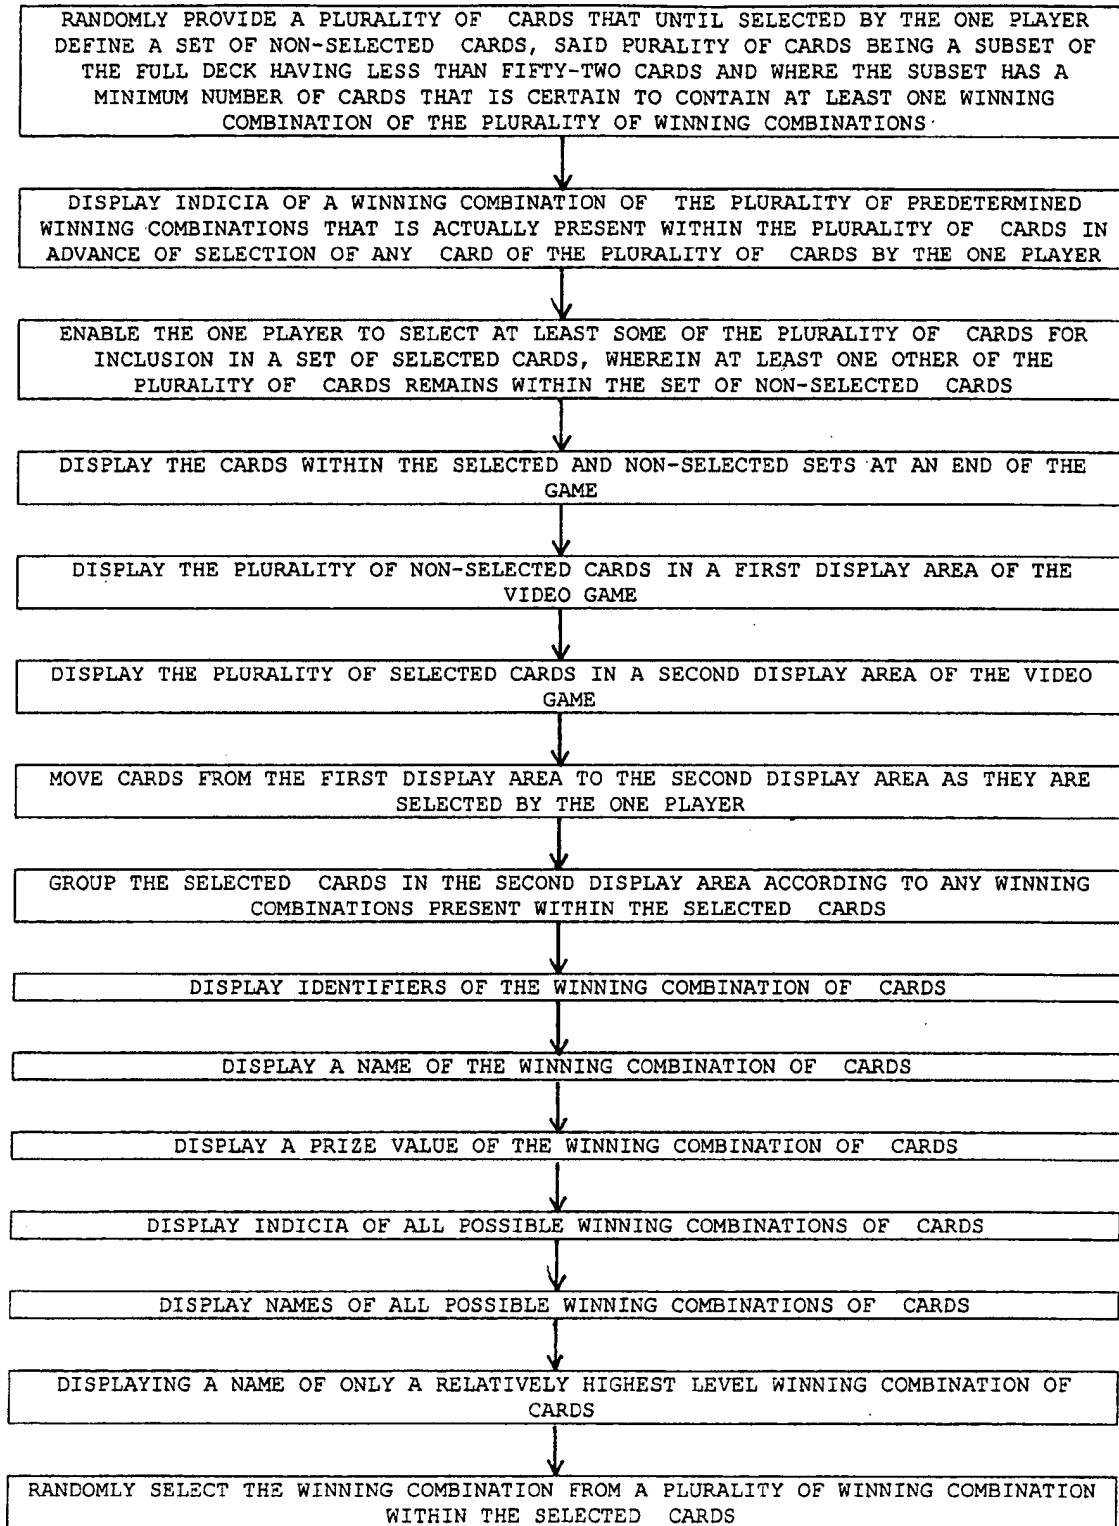 RANDOMLY PROVIDE A PLURALITY OF CARDS THAT UNTIL SELECTED BY THE ONE PLAYER
DEFINE A SET OF NON-SELECTED CARDS, SAID PURALITY OF CARDS BEING A SUBSET OF
THE FULL DECK HAVING LESS THAN FIFTY-TWO CARDS AND WHERE THE SUBSET HAS A
MINIMUM NUMBER OF CARDS THAT IS CERTAIN TO CONTAIN AT LEAST ONE WINNING
COMBINATION OF THE PLURALITY OF WINNING COMBINATIONS
DISPLAY INDICIA OF A WINNING COMBINATION OF THE PLURALITY OF PREDETERMINED
WINNING COMBINATIONS THAT IS ACTUALLY PRESENT WITHIN THE PLURALITY OF CARDS IN
ADVANCE OF SELECTION OF ANY CARD OF THE PLURALITY OF CARDS BY THE ONE PLAYER
ENABLE THE ONE PLAYER TO SELECT AT LEAST SOME OF THE PLURALITY OF CARDS FOR
INCLUSION IN A SET OF SELECTED CARDS, WHEREIN AT LEAST ONE OTHER OF THE
PLURALITY OF CARDS REMAINS WITHIN THE SET OF NON-SELECTED CARDS
DISPLAY THE CARDS WITHIN THE SELECTED AND NON-SELECTED SETS AT AN END OF THE
GAME
DISPLAY THE PLURALITY OF NON-SELECTED CARDS IN A FIRST DISPLAY AREA OF THE
VIDEO GAME
DISPLAY THE PLURALITY OF SELECTED CARDS IN A SECOND DISPLAY AREA OF THE VIDEO
GAME
MOVE CARDS FROM THE FIRST DISPLAY AREA TO THE SECOND DISPLAY AREA AS THEY ARE
SELECTED BY THE ONE PLAYER
GROUP THE SELECTED CARDS IN THE SECOND DISPLAY AREA ACCORDING TO ANY WINNING
COMBINATIONS PRESENT WITHIN THE SELECTED CARDS
DISPLAY IDENTIFIERS OF THE WINNING COMBINATION OF CARDS
DISPLAY A NAME OF THE WINNING COMBINATION OF CARDS
DISPLAY A PRIZE VALUE OF THE WINNING COMBINATION OF CARDS
DISPLAY INDICIA OF ALL POSSIBLE WINNING COMBINATIONS OF CARDS
DISPLAY NAMES OF ALL POSSIBLE WINNING COMBINATIONS OF CARDS
DISPLAYING A NAME OF ONLY A RELATIVELY HIGHEST LEVEL WINNING COMBINATION OF
CARDS
RANDOMLY SELECT THE WINNING COMBINATION FROM A PLURALITY OF WINNING COMBINATION
WITHIN THE SELECTED CARDS